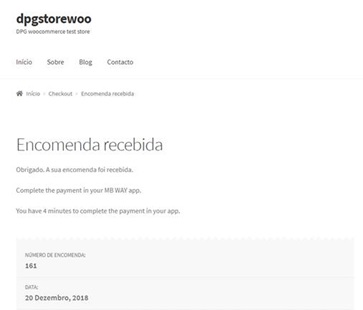 dpgstorewoo
DPG woocommerce test store
Início Sobre Blog Contacto
Início › Checkout › Encomenda recebida
Encomenda recebida
Obrigado. A sua encomenda foi recebida.
Complete the payment in your MB WAY app.
You have 4 minutes to complete the payment in your app.
NÚMERO DE ENCOMENDA:
161
DATA:
20 Dezembro, 2018